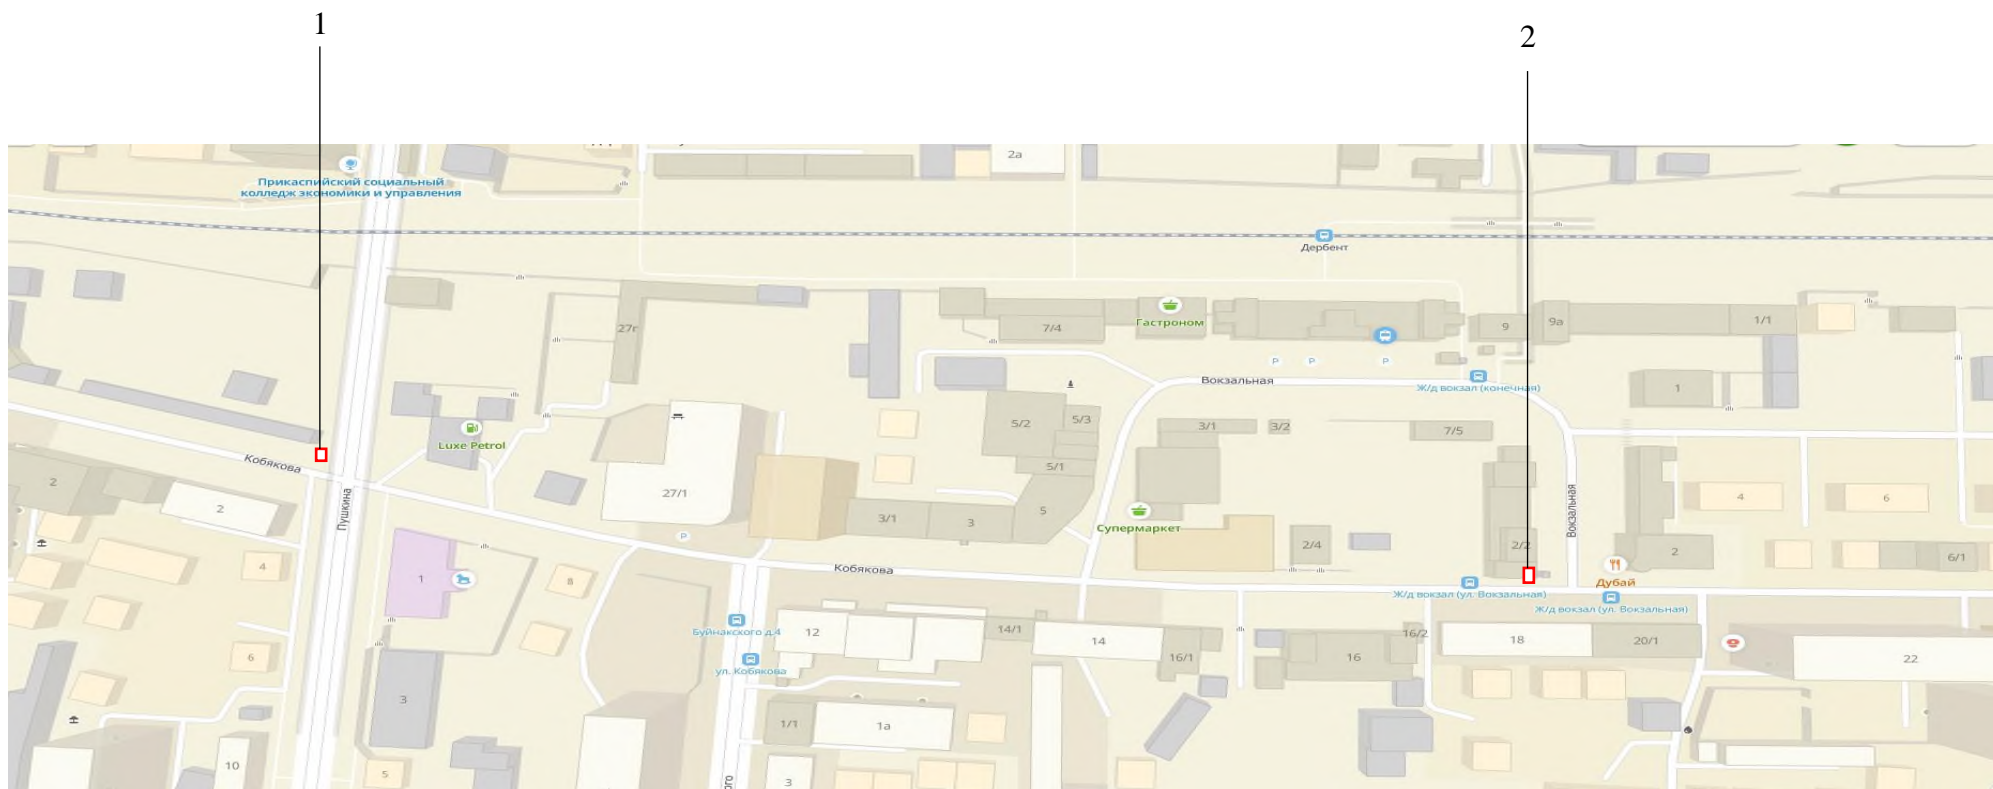 1
2
2а
Прикаспийский социальный
колледж экономики и управления
Дербент
27г
7/4
Гастроном
9
9а
1/1
Р
Р
Р
Вокзальная
Ж/д вокзал (конечная)
1
Luxe Petrol
5/2
5/3
3/1
3/2
7/5
Кобякова
5/1
2
2
Пушкина
27/1
Супермаркет
Вокзальная
4
6
3/1
3
5
Р
2/4
2/2
2
6/1
4
1
8
Кобякова
Ж/д вокзал (ул. Вокзальная)
Дубай
Ж/д вокзал (ул. Вокзальная)
Буйнакского д.4
12
14/1
14
16/2
18
20/1
6
ул. Кобякова
16/1
16
22
3
1/1
1а
10
5
3
ого